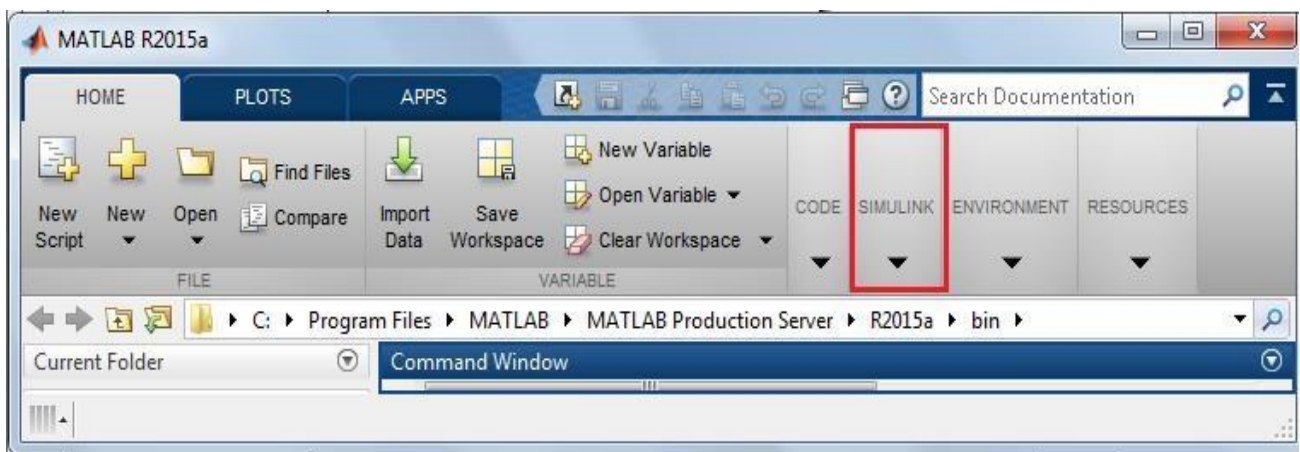 MATLAB R2015a
HOME PLOTS APPS Search Documentation
New Script New Open Find Files Compare
Import Data Save Workspace New Variable Open Variable Clear Workspace
CODE SIMULINK ENVIRONMENT RESOURCES
FILE VARIABLE
C: Program Files MATLAB MATLAB Production Server R2015a bin
Current Folder Command Window